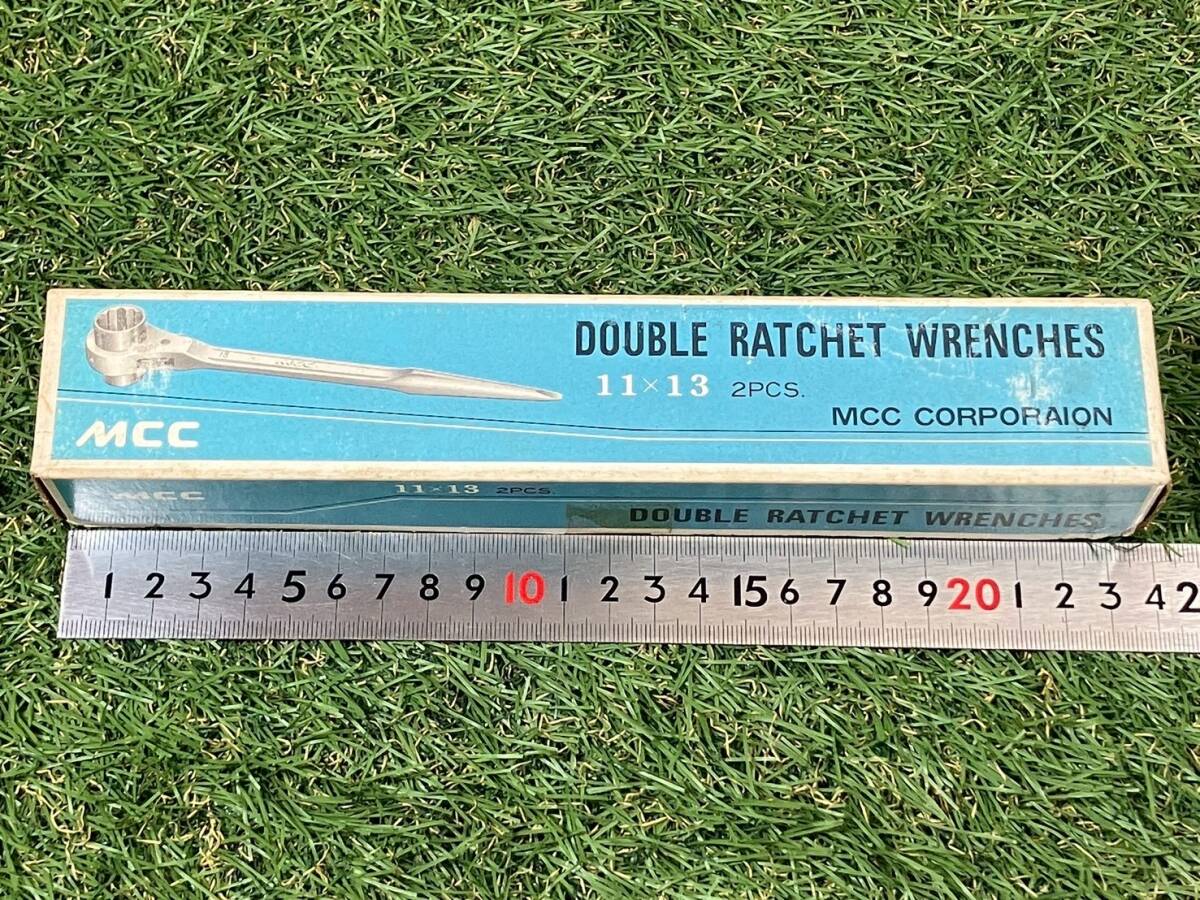 DOUBLE RATCHET WRENCHES
11×13 2PCS.
MCC CORPORAION
MCC
MCC 11×13 2PCS.
DOUBLE RATCHET WRENCHES
1 2 3 4 5 6 7 8 9 10 1 2 3 4 15 6 7 8 9 20 1 2 3 4 2